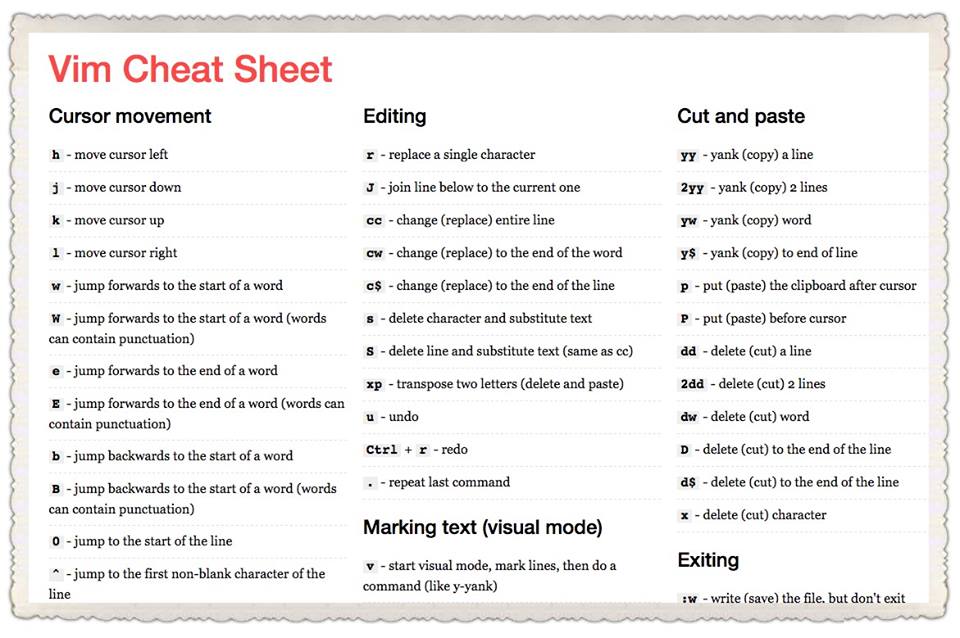 Vim Cheat Sheet
Cursor movement
h - move cursor left
j - move cursor down
k - move cursor up
l - move cursor right
w - jump forwards to the start of a word
W - jump forwards to the start of a word (words
can contain punctuation)
e - jump forwards to the end of a word
E - jump forwards to the end of a word (words can
contain punctuation)
b - jump backwards to the start of a word
B - jump backwards to the start of a word (words
can contain punctuation)
0 - jump to the start of the line
^ - jump to the first non-blank character of the
line
Editing
r - replace a single character
J - join line below to the current one
cc - change (replace) entire line
cw - change (replace) to the end of the word
c$ - change (replace) to the end of the line
s - delete character and substitute text
S - delete line and substitute text (same as cc)
xp - transpose two letters (delete and paste)
u - undo
Ctrl + r - redo
. - repeat last command
Marking text (visual mode)
v - start visual mode, mark lines, then do a
command (like y-yank)
Cut and paste
yy - yank (copy) a line
2yy - yank (copy) 2 lines
yw - yank (copy) word
y$ - yank (copy) to end of line
p - put (paste) the clipboard after cursor
P - put (paste) before cursor
dd - delete (cut) a line
2dd - delete (cut) 2 lines
dw - delete (cut) word
D - delete (cut) to the end of the line
d$ - delete (cut) to the end of the line
x - delete (cut) character
Exiting
:w - write (save) the file, but don't exit